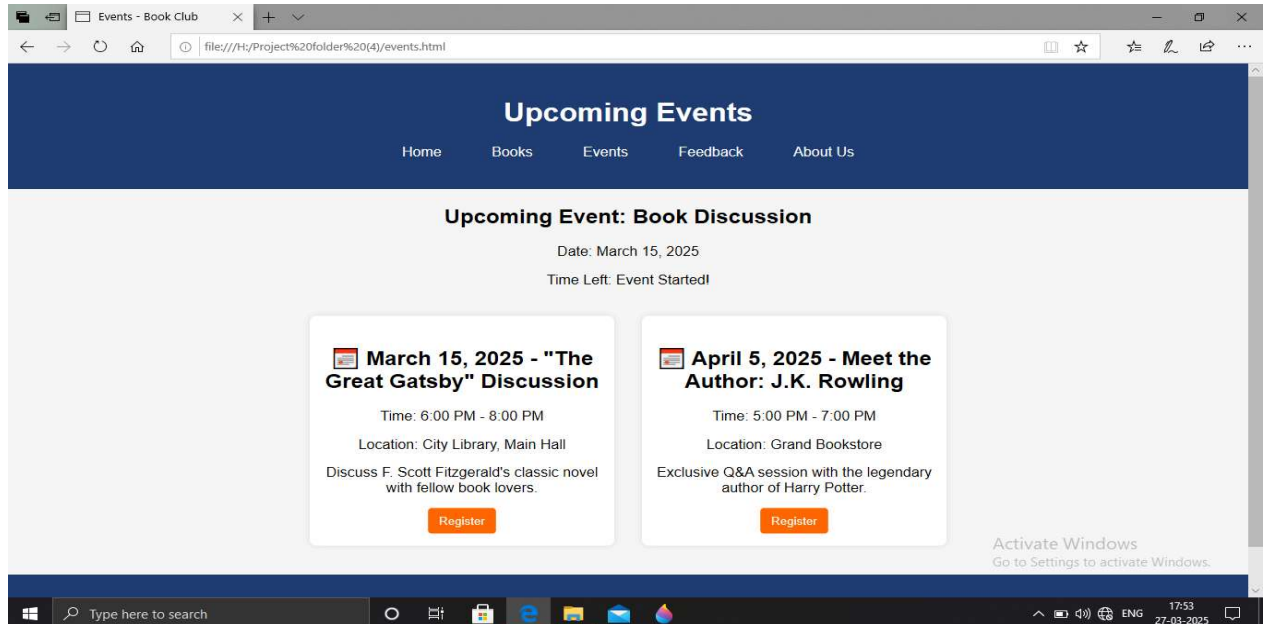 Events - Book Club
file:///H:/Project%20folder%20(4)/events.html
Upcoming Events
Home Books Events Feedback About Us
Upcoming Event: Book Discussion
Date: March 15, 2025
Time Left: Event Started!
March 15, 2025 - "The
Great Gatsby" Discussion
Time: 6:00 PM - 8:00 PM
Location: City Library, Main Hall
Discuss F. Scott Fitzgerald's classic novel
with fellow book lovers.
Register
April 5, 2025 - Meet the
Author: J.K. Rowling
Time: 5:00 PM - 7:00 PM
Location: Grand Bookstore
Exclusive Q&A session with the legendary
author of Harry Potter.
Register
Activate Windows
Go to Settings to activate Windows.
Type here to search
ENG
17:53
27-03-2025